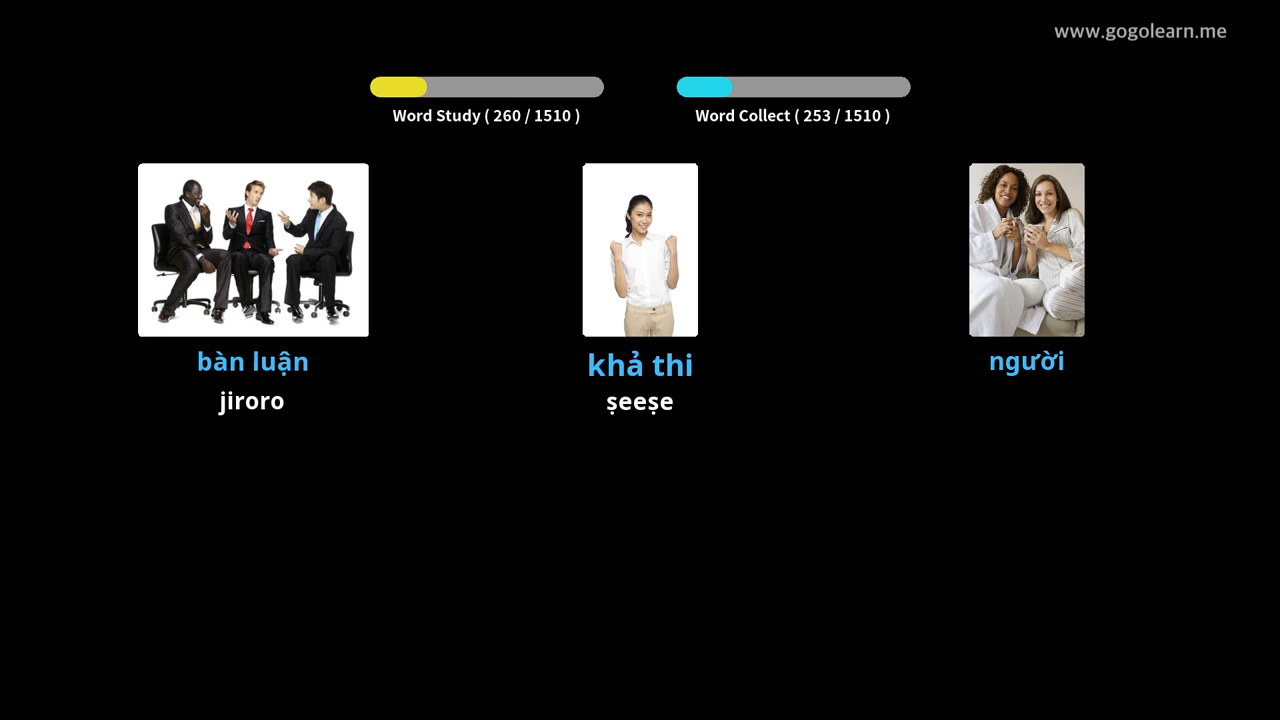 www.gogolearn.me
Word Study ( 260 / 1510 )
Word Collect ( 253 / 1510 )
bàn luận
jiroro
khả thi
ṣeeṣe
người